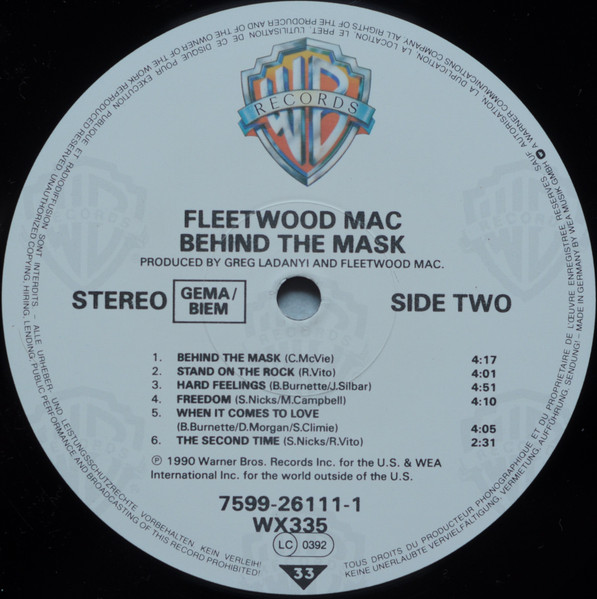 WB
RECORDS
FLEETWOOD MAC
BEHIND THE MASK
PRODUCED BY GREG LADANYI AND FLEETWOOD MAC.
STEREO GEMA/ BIEM SIDE TWO
1. BEHIND THE MASK (C.McVie) 4:17
2. STAND ON THE ROCK (R.Vito) 4:01
3. HARD FEELINGS (B.Burnette/J.Silbar) 4:51
4. FREEDOM (S.Nicks/M.Campbell) 4:10
5. WHEN IT COMES TO LOVE
(B.Burnette/D.Morgan/S.Climie) 4:05
6. THE SECOND TIME (S.Nicks/R.Vito) 2:31
Ⓟ 1990 Warner Bros. Records Inc. for the U.S. & WEA
International Inc. for the world outside of the U.S.
7599-26111-1
WX335
LC 0392
33
TOUS DROITS DU PRODUCTEUR PHONOGRAPHIQUE ET DU PROPRIETAIRE DE L'ŒUVRE ENREGISTREE RESERVES. SAUF AUTORISATION, LA DUPLICATION, LA LOCATION, LE PRET, L'UTILISATION DE CE DISQUE POUR EXECUTION PUBLIQUE ET RADIODIFFUSION SONT INTERDITS. - ALLE URHEBER- UND LEISTUNGSSCHUTZRECHTE VORBEHALTEN. KEIN VERLEIH!
KEINE UNERLAUBTE VERVIELFÄLTIGUNG, VERMIETUNG, AUFFÜHRUNG, SENDUNG! - MADE IN GERMANY BY WEA MUSIK GMBH A WARNER COMMUNICATIONS COMPANY. ALL RIGHTS OF THE PRODUCER AND OF THE OWNER OF THE WORK REPRODUCED RESERVED. UNAUTHORIZED COPYING, HIRING, LENDING, PUBLIC PERFORMANCE AND BROADCASTING OF THIS RECORD PROHIBITED!